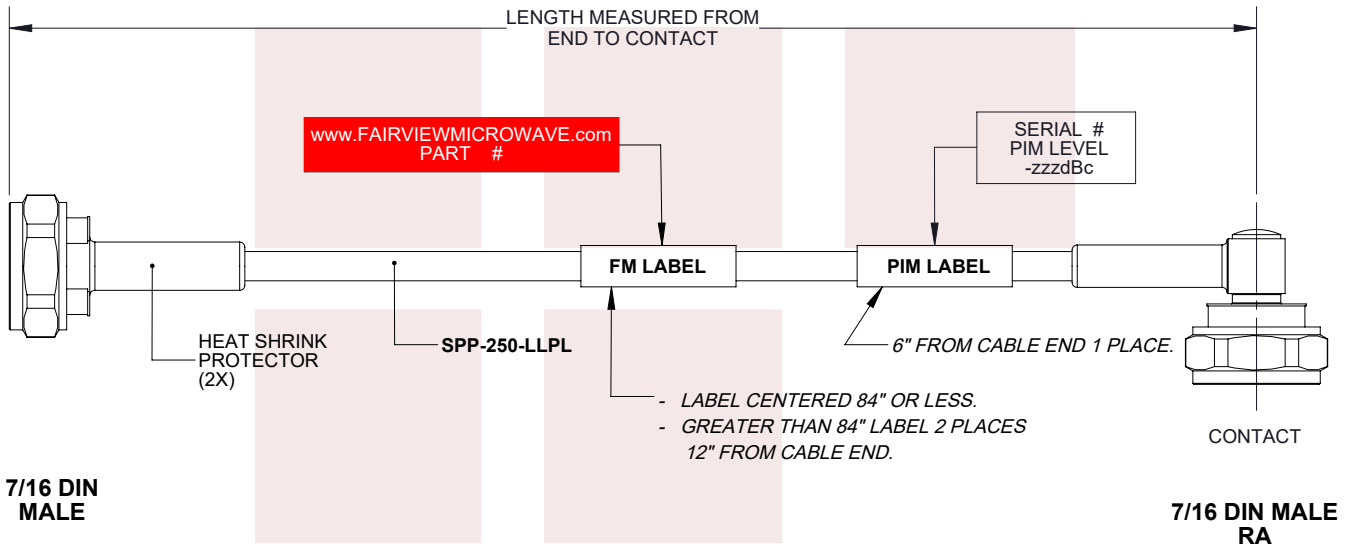 LENGTH MEASURED FROM
END TO CONTACT
www.FAIRVIEWMICROWAVE.com
PART #
SERIAL #
PIM LEVEL
-zzzdBc
FM LABEL
PIM LABEL
HEAT SHRINK
PROTECTOR
(2X)
SPP-250-LLPL
6" FROM CABLE END 1 PLACE.
- LABEL CENTERED 84" OR LESS.
- GREATER THAN 84" LABEL 2 PLACES
12" FROM CABLE END.
CONTACT
7/16 DIN
MALE
7/16 DIN MALE
RA